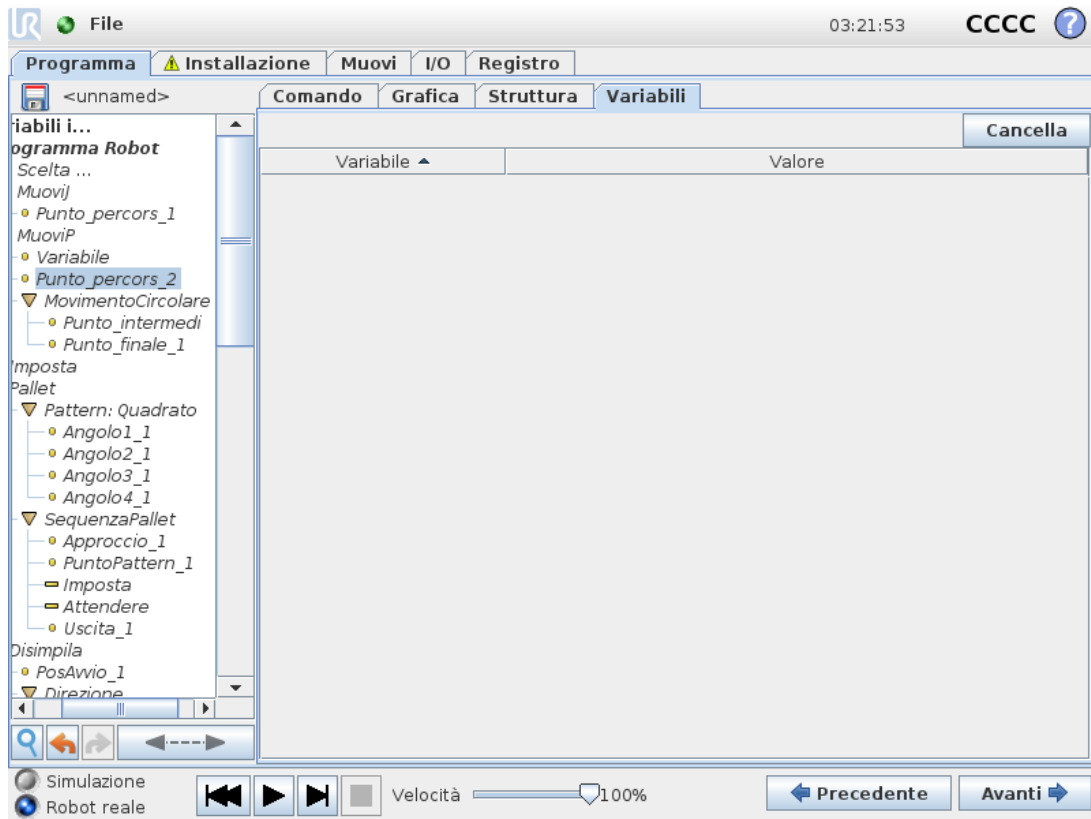 UR File 03:21:53 CCCC ?
Programma Installazione Muovi I/O Registro
<unnamed> Comando Grafica Struttura Variabili
Cancella
Variabile Valore
riabili i...
ogramma Robot
Scelta ...
MuoviJ
Punto_percors_1
MuoviP
Variabile
Punto_percors_2
MovimentoCircolare
Punto_intermedi
Punto_finale_1
Imposta
Pallet
Pattern: Quadrato
Angolo1_1
Angolo2_1
Angolo3_1
Angolo4_1
SequenzaPallet
Approccio_1
PuntoPattern_1
Imposta
Attendere
Uscita_1
Disimpila
PosAvvio_1
Direzione
Simulazione
Robot reale
Velocità 100% Precedente Avanti